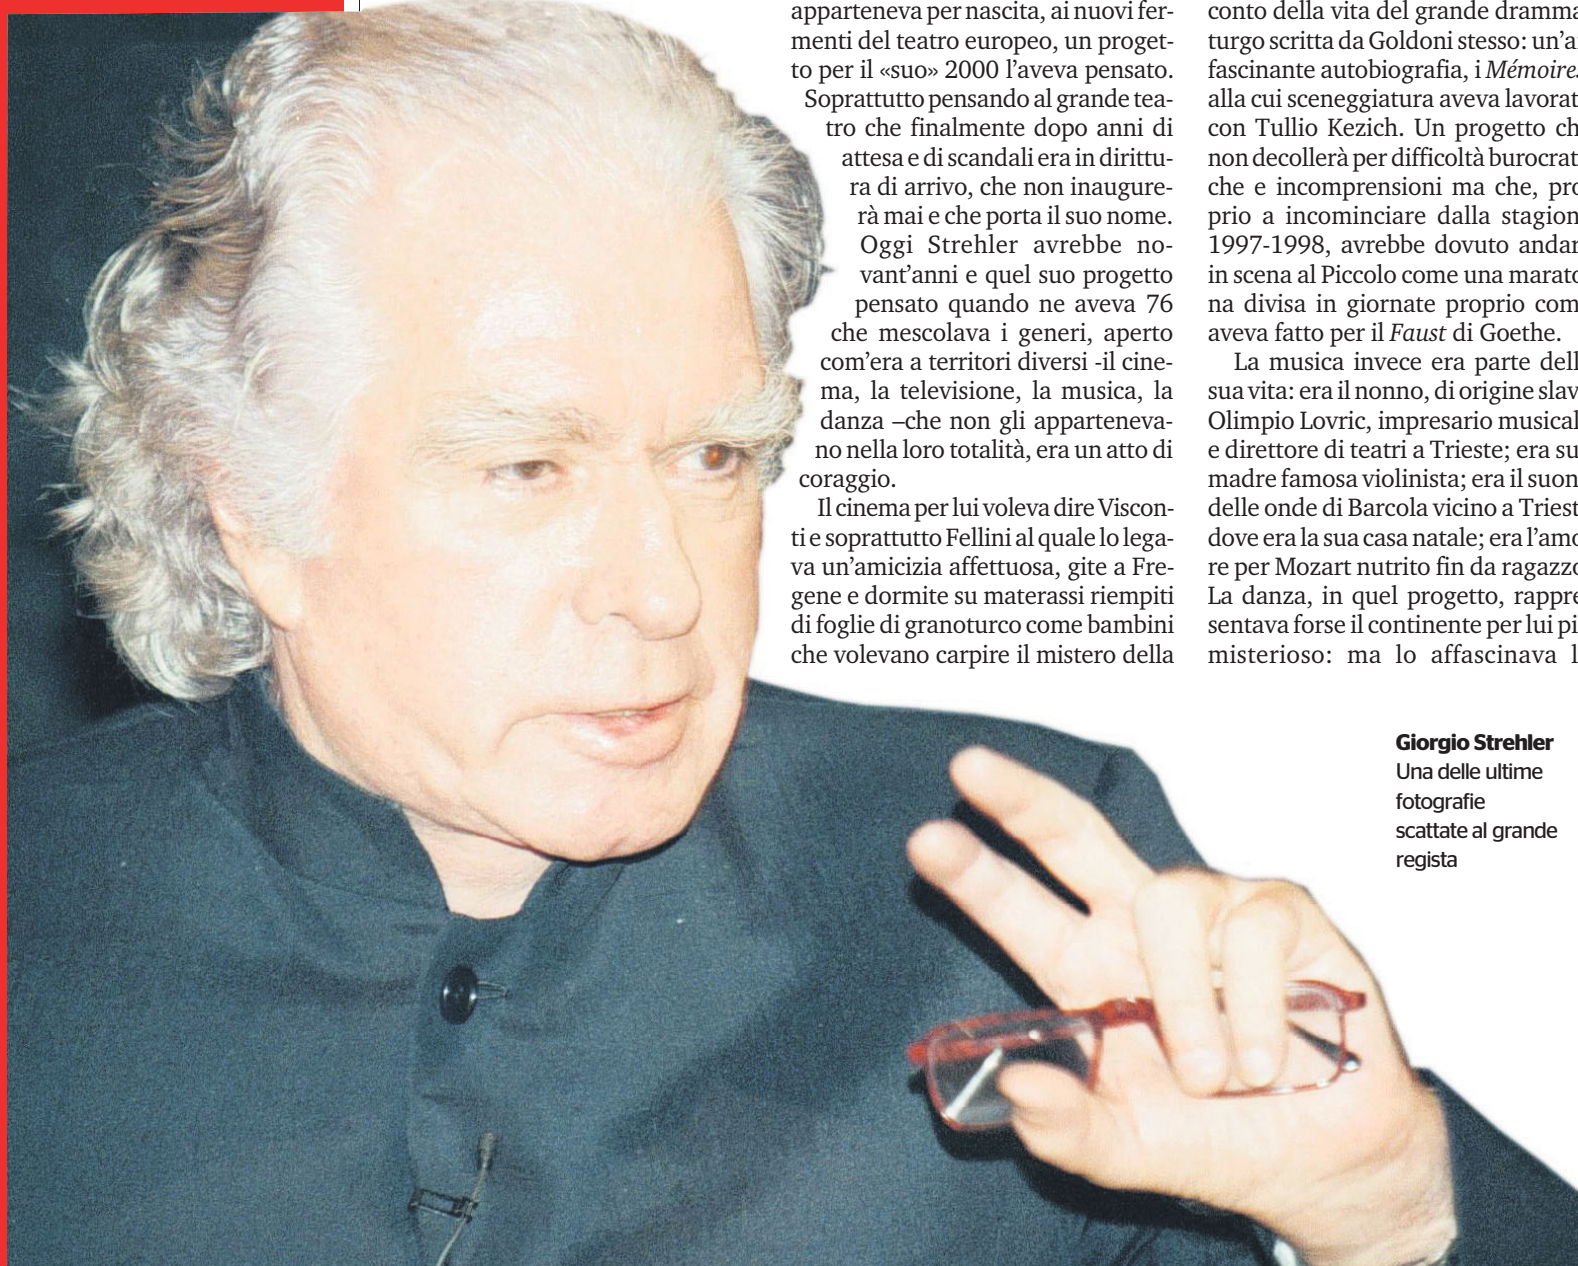 apparteneva per nascita, ai nuovi fer-
menti del teatro europeo, un proget-
to per il «suo» 2000 l'aveva pensato.
Soprattutto pensando al grande tea-
tro che finalmente dopo anni di
attesa e di scandali era in dirittu-
ra di arrivo, che non inaugure-
rà mai e che porta il suo nome.
Oggi Strehler avrebbe no-
vant'anni e quel suo progetto
pensato quando ne aveva 76
che mescolava i generi, aperto
com'era a territori diversi -il cine-
ma, la televisione, la musica, la
danza –che non gli apparteneva-
no nella loro totalità, era un atto di
coraggio.
Il cinema per lui voleva dire Viscon-
ti e soprattutto Fellini al quale lo lega-
va un'amicizia affettuosa, gite a Fre-
gene e dormite su materassi riempiti
di foglie di granoturco come bambini
che volevano carpire il mistero della
conto della vita del grande dramma
turgo scritta da Goldoni stesso: un'a
fascinante autobiografia, i Mémoires
alla cui sceneggiatura aveva lavorat
con Tullio Kezich. Un progetto ch
non decollerà per difficoltà burocrat
che e incomprensioni ma che, pro
prio a incominciare dalla stagion
1997-1998, avrebbe dovuto andar
in scena al Piccolo come una marato
na divisa in giornate proprio com
aveva fatto per il Faust di Goethe.
La musica invece era parte dell
sua vita: era il nonno, di origine slav
Olimpio Lovric, impresario musical
e direttore di teatri a Trieste; era su
madre famosa violinista; era il suon
delle onde di Barcola vicino a Triest
dove era la sua casa natale; era l'amo
re per Mozart nutrito fin da ragazzo
La danza, in quel progetto, rappre
sentava forse il continente per lui pi
misterioso: ma lo affascinava l
Giorgio Strehler
Una delle ultime
fotografie
scattate al grande
regista